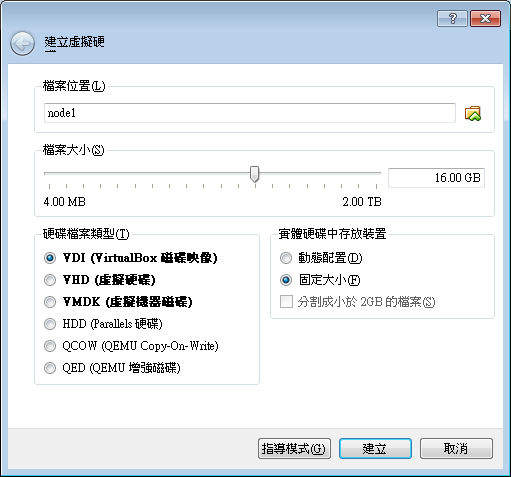 建立虛擬硬
檔案位置(L)
node1
檔案大小(S)
16.00 GB
4.00 MB 2.00 TB
硬碟檔案類型(T)
VDI (VirtualBox 磁碟映像)
VHD (虛擬硬碟)
VMDK (虛擬機器磁碟)
HDD (Parallels 硬碟)
QCOW (QEMU Copy-On-Write)
QED (QEMU 增強磁碟)
實體硬碟中存放裝置
動態配置(D)
固定大小(F)
分割成小於 2GB 的檔案(S)
指導模式(G) 建立 取消